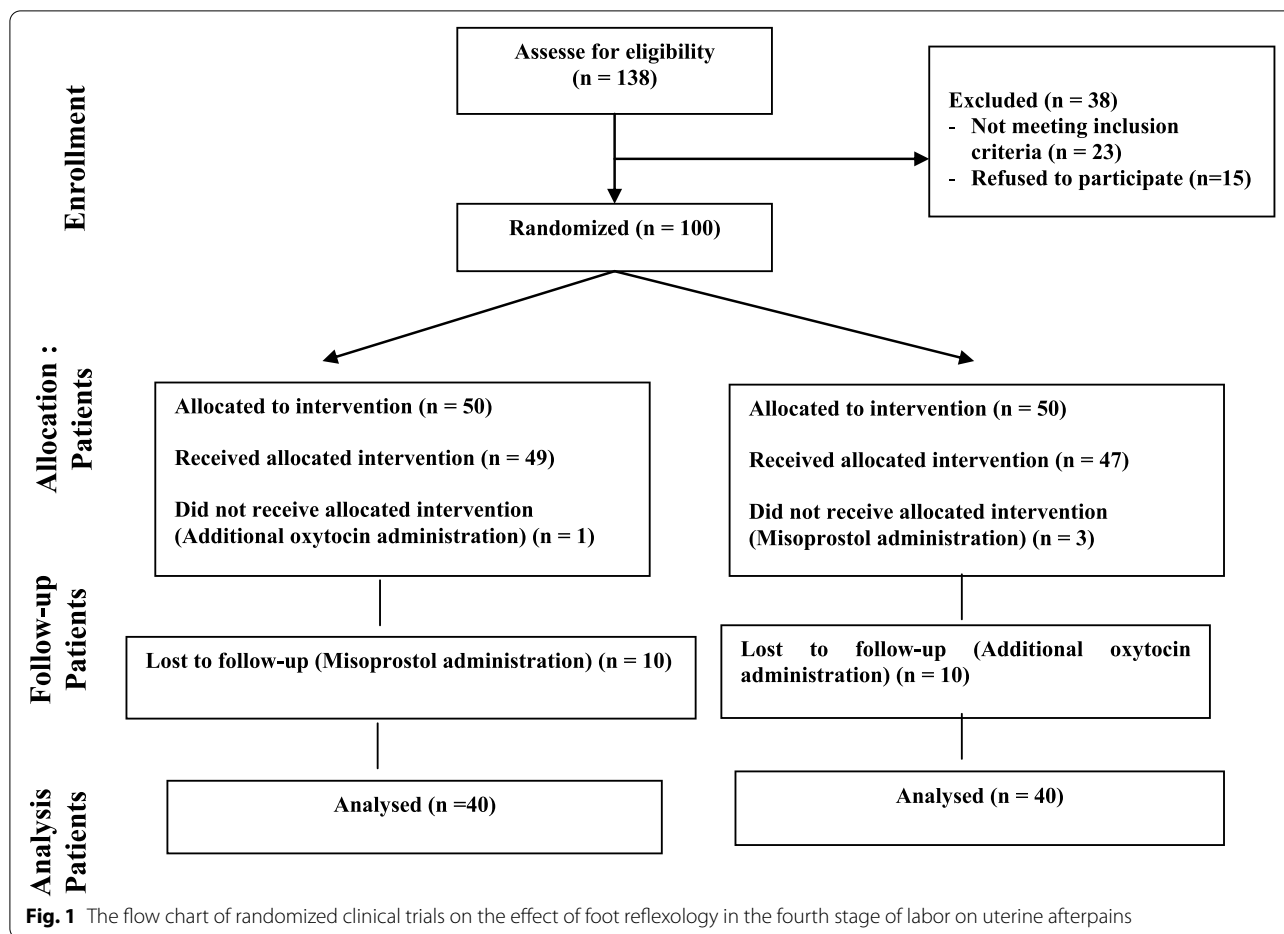 Enrollment
Assesse for eligibility
(n = 138)
Excluded (n = 38)
- Not meeting inclusion
criteria (n = 23)
- Refused to participate (n=15)
Randomized (n = 100)
Allocation :
Patients
Allocated to intervention (n = 50)
Received allocated intervention (n = 49)
Did not receive allocated intervention
(Additional oxytocin administration) (n = 1)
Allocated to intervention (n = 50)
Received allocated intervention (n = 47)
Did not receive allocated intervention
(Misoprostol administration) (n = 3)
Follow-up
Patients
Lost to follow-up (Misoprostol administration) (n = 10)
Lost to follow-up (Additional oxytocin
administration) (n = 10)
Analysis
Patients
Analysed (n =40)
Analysed (n = 40)
Fig. 1 The flow chart of randomized clinical trials on the effect of foot reflexology in the fourth stage of labor on uterine afterpains